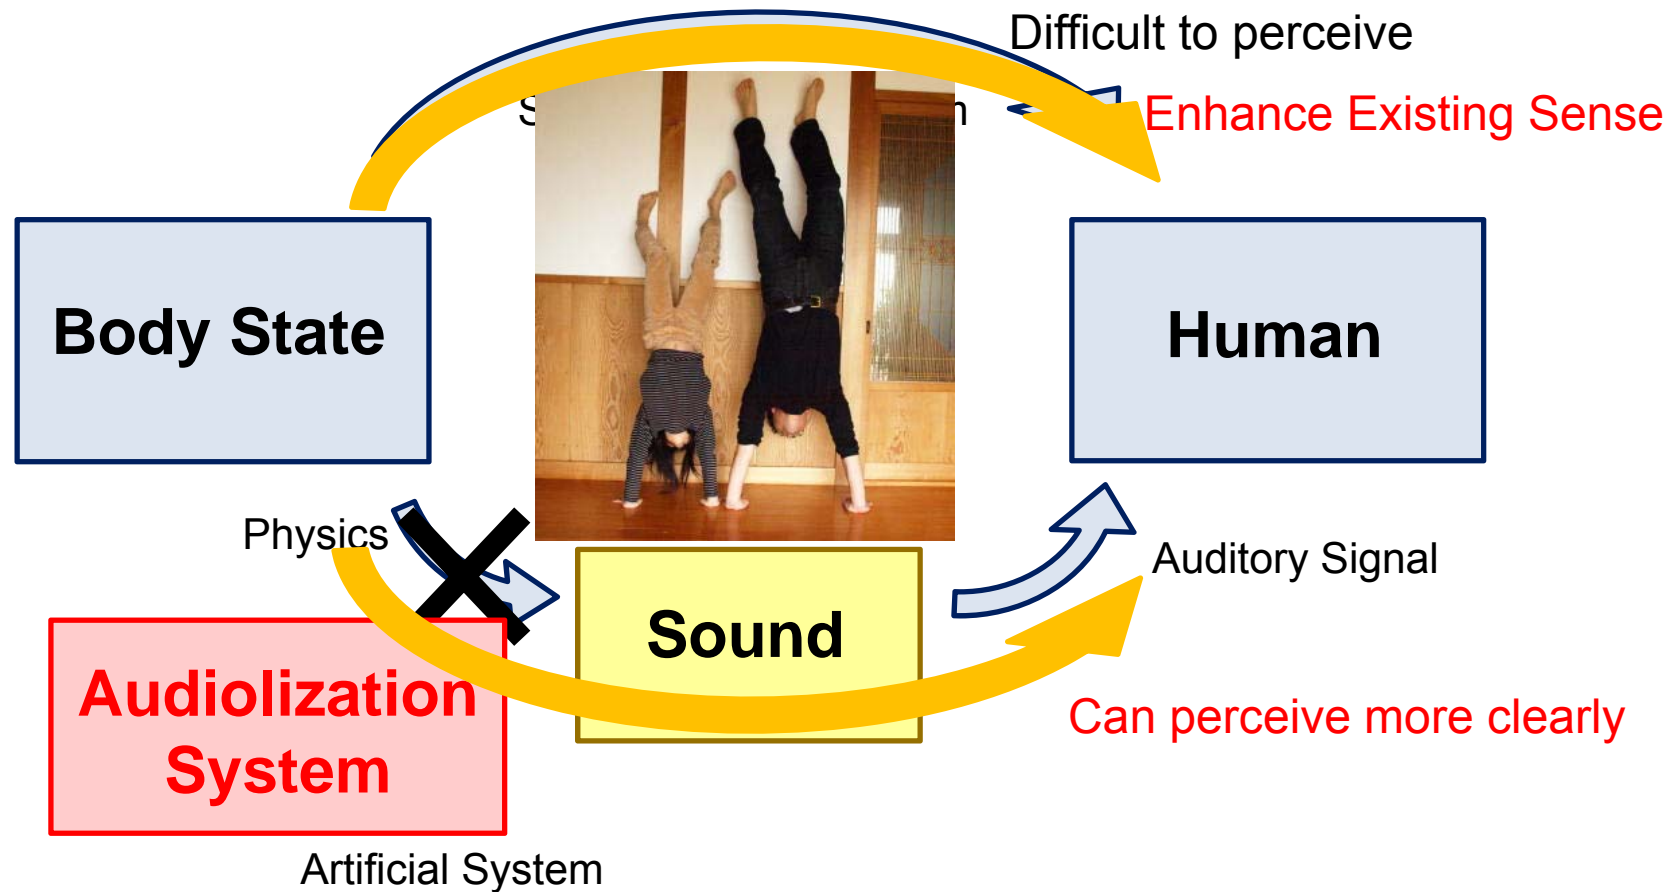 Difficult to perceive
Enhance Existing Sense
Body State
Human
Physics
Auditory Signal
Sound
Audiolization
System
Can perceive more clearly
Artificial System